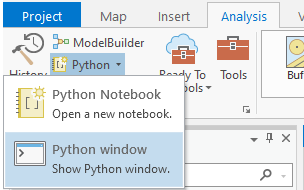 Project Map Insert Analysis
ModelBuilder
Python
History
Ready To
Tools
Tools
Buf
Python Notebook
Open a new notebook.
Python window
Show Python window.